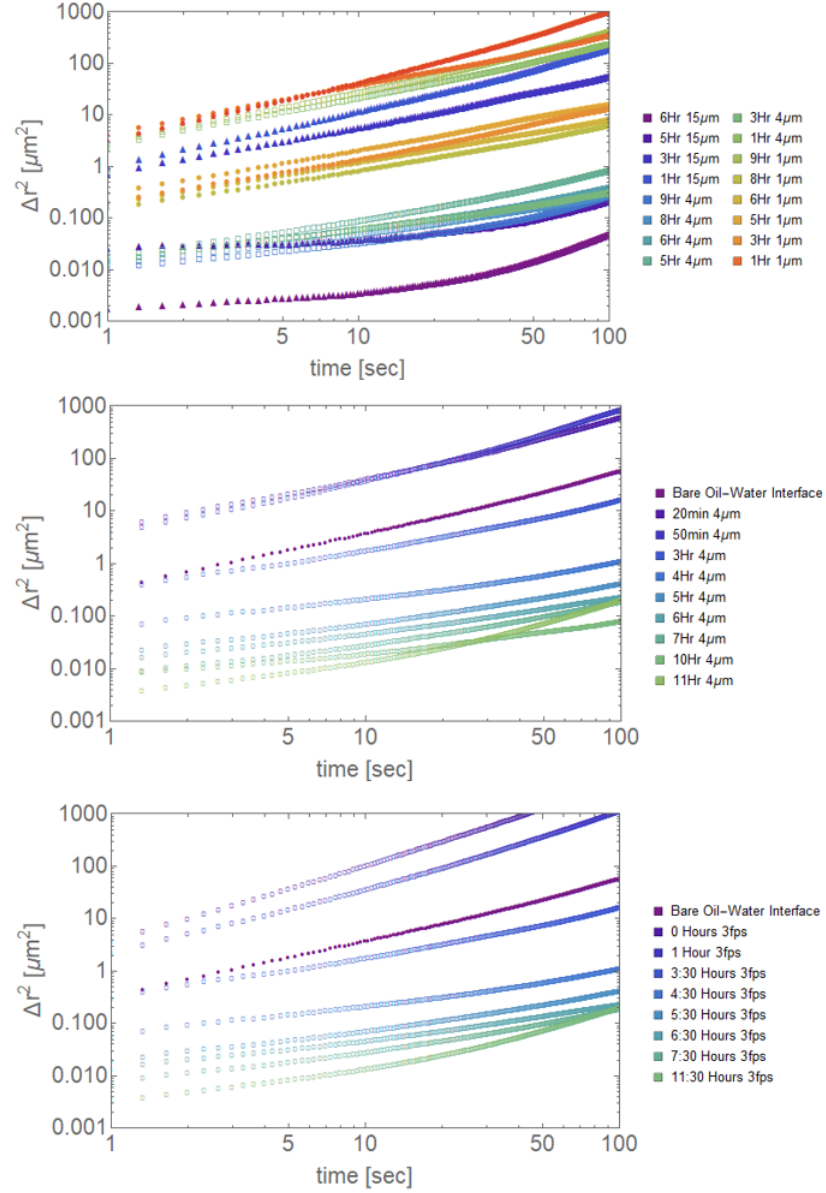 1000
100
10
1
0.100
0.010
0.001
Δr² [μm²]
1 5 10 50 100
time [sec]
6Hr 15μm 3Hr 4μm
5Hr 15μm 1Hr 4μm
3Hr 15μm 9Hr 1μm
1Hr 15μm 8Hr 1μm
9Hr 4μm 6Hr 1μm
8Hr 4μm 5Hr 1μm
6Hr 4μm 3Hr 1μm
5Hr 4μm 1Hr 1μm
1000
100
10
1
0.100
0.010
0.001
Δr² [μm²]
1 5 10 50 100
time [sec]
Bare Oil-Water Interface
20min 4μm
50min 4μm
3Hr 4μm
4Hr 4μm
5Hr 4μm
6Hr 4μm
7Hr 4μm
10Hr 4μm
11Hr 4μm
1000
100
10
1
0.100
0.010
0.001
Δr² [μm²]
1 5 10 50 100
time [sec]
Bare Oil-Water Interface
0 Hours 3fps
1 Hour 3fps
3:30 Hours 3fps
4:30 Hours 3fps
5:30 Hours 3fps
6:30 Hours 3fps
7:30 Hours 3fps
11:30 Hours 3fps